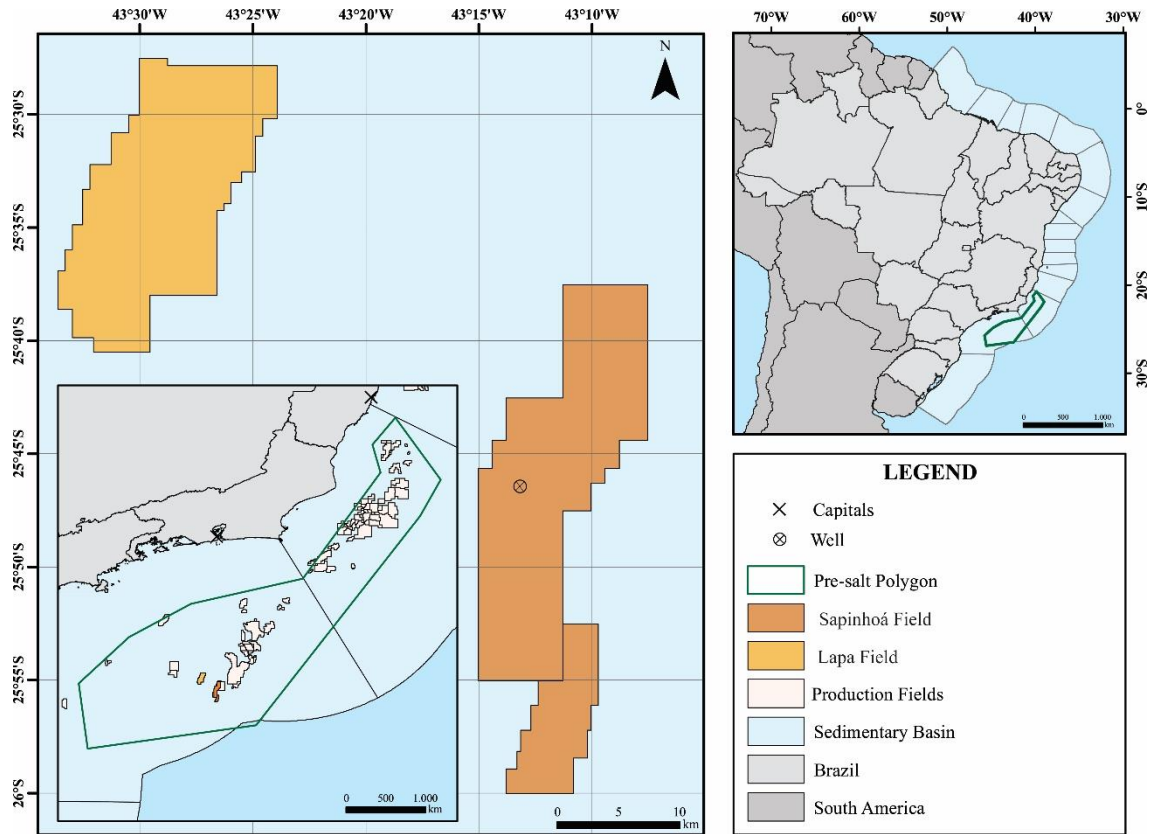 43°30'W 43°25'W 43°20'W 43°15'W 43°10'W
70°W 60°W 50°W 40°W 30°W
N
25°30'S
25°35'S
25°40'S
25°45'S
25°50'S
25°55'S
26°S
0 500 1.000
km
0 5 10
km
0°
10°S
20°S
30°S
0 500 1.000
km
LEGEND
Capitals
Well
Pre-salt Polygon
Sapinhoá Field
Lapa Field
Production Fields
Sedimentary Basin
Brazil
South America